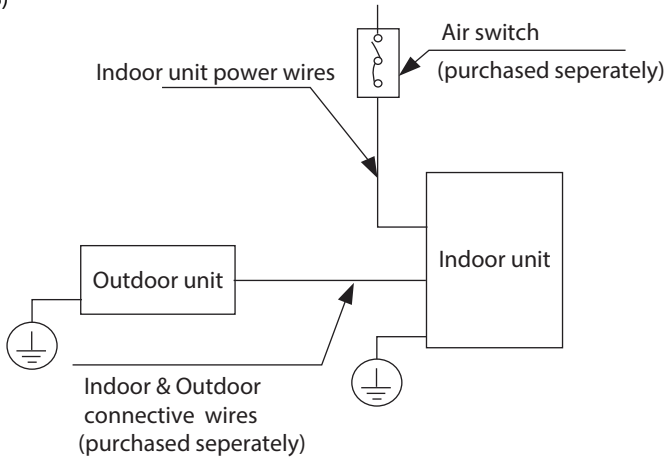 Air switch
(purchased seperately)
Indoor unit power wires
Indoor unit
Outdoor unit
Indoor & Outdoor
connective wires
(purchased seperately)